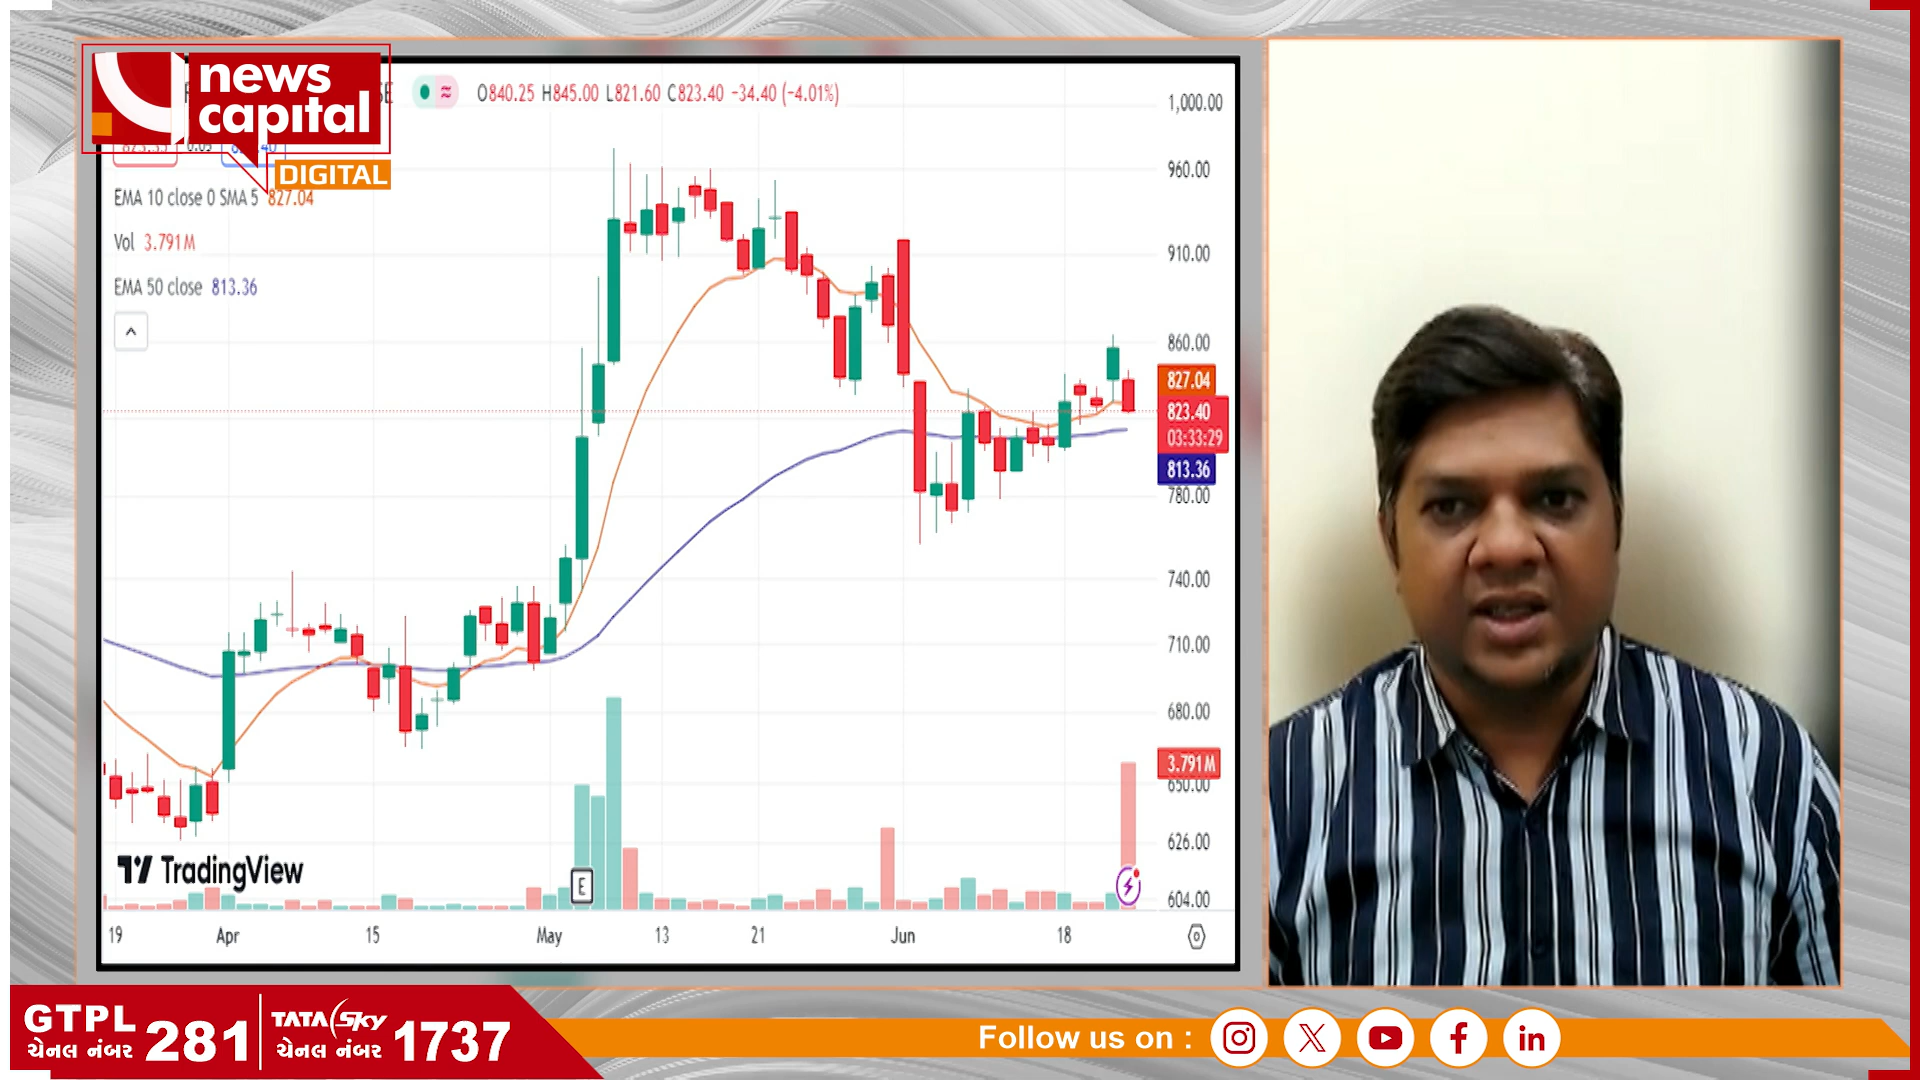 news
capital
DIGITAL
O840.25 H845.00 L821.60 C823.40 −34.40 (−4.01%)
EMA 10 close 0 SMA 5 827.04
Vol 3.791M
EMA 50 close 813.36
1,000.00
960.00
910.00
860.00
827.04
823.40
03:33:29
813.36
780.00
740.00
710.00
680.00
3.791M
650.00
626.00
604.00
TradingView
E
19 Apr 15 May 13 21 Jun 18
GTPL
ચેનલ નંબર 281
TATA Sky
ચેનલ નંબર 1737
Follow us on :